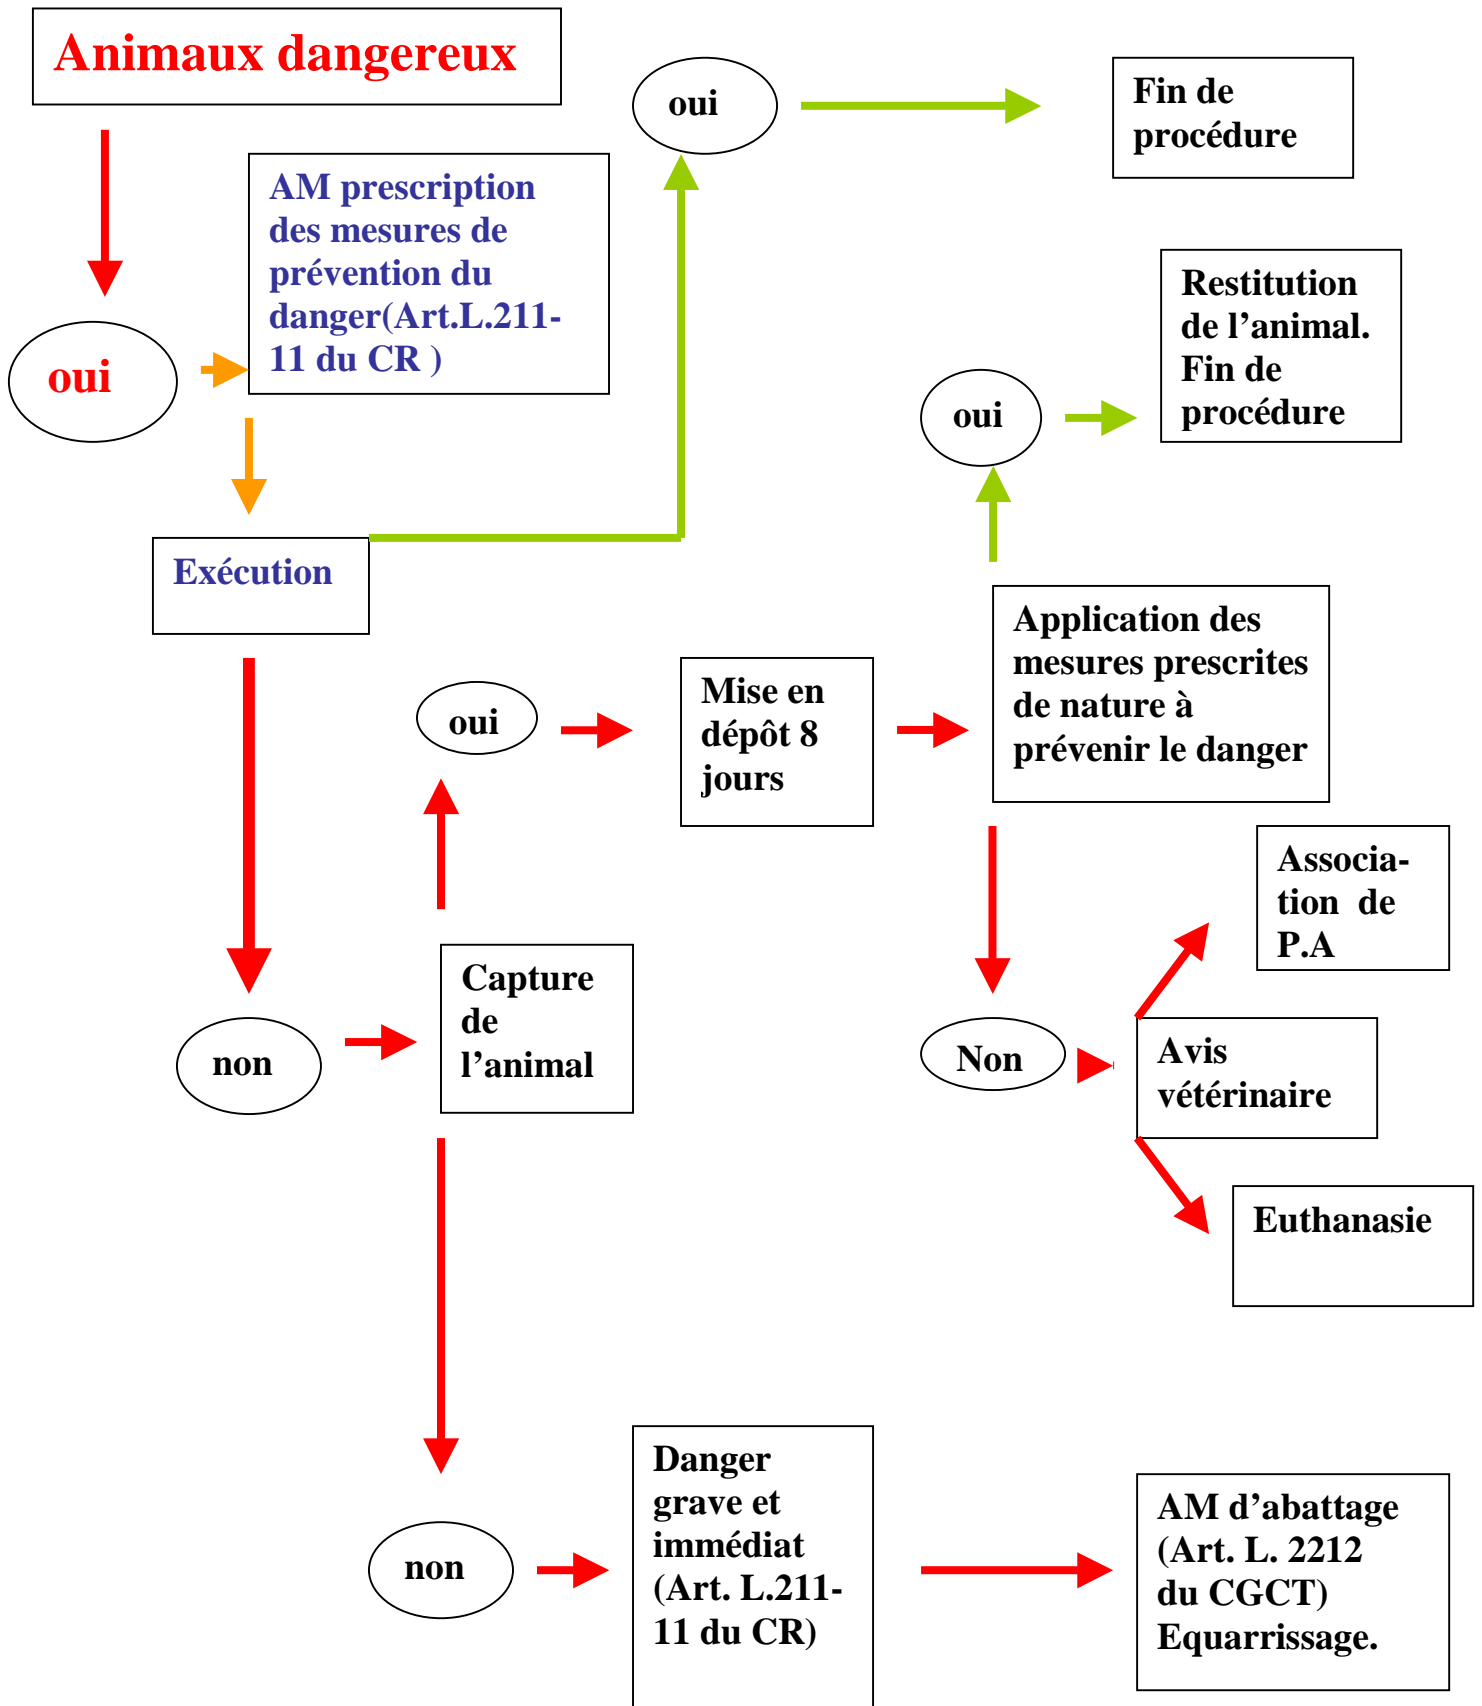 Animaux dangereux
oui
Fin de
procédure
AM prescription
des mesures de
prévention du
danger(Art.L.211-
11 du CR )
Restitution
de l’animal.
Fin de
procédure
oui
oui
Exécution
Application des
mesures prescrites
de nature à
prévenir le danger
oui
Mise en
dépôt 8
jours
Associa-
tion  de
P.A
Capture
de
l’animal
non
Non
Avis
vétérinaire
Euthanasie
Danger
grave et
immédiat
(Art. L.211-
11 du CR)
non
AM d’abattage
(Art. L. 2212
du CGCT)
Equarrissage.